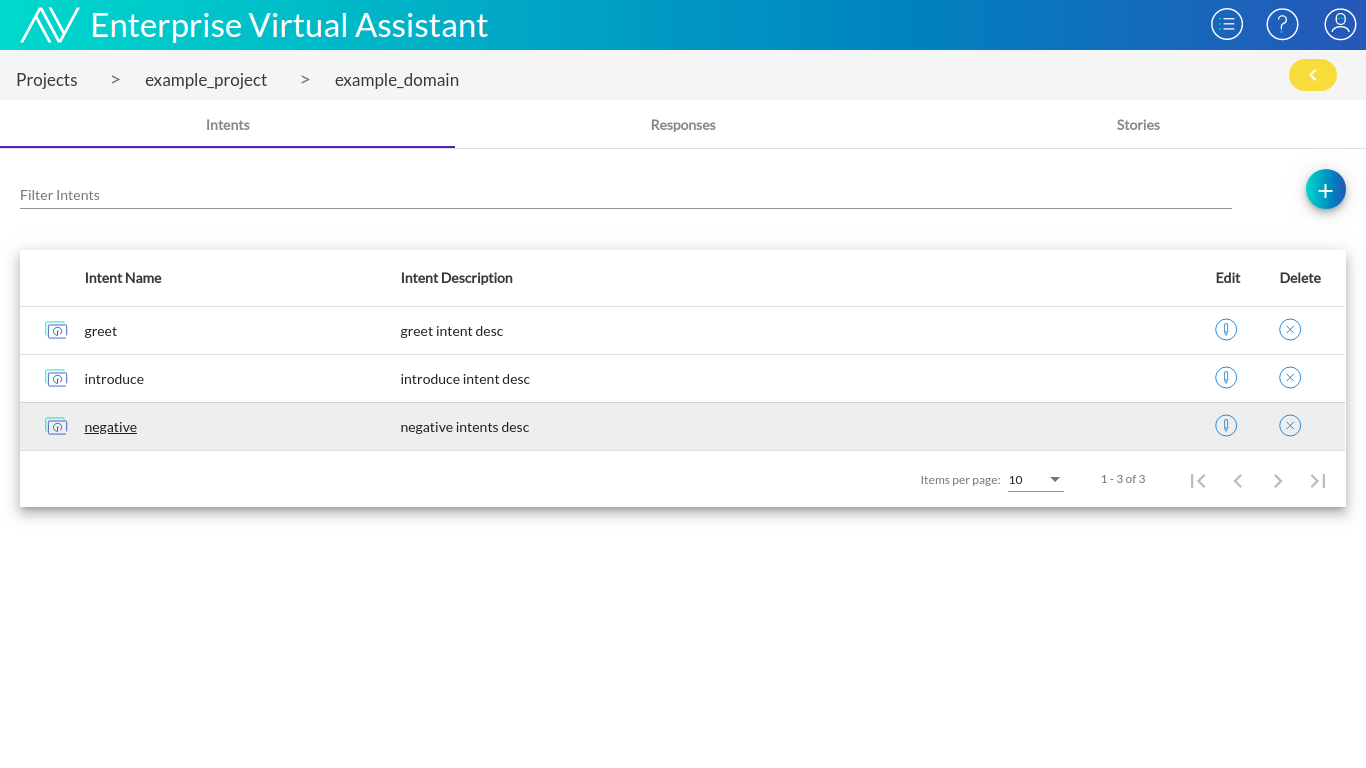 Enterprise Virtual Assistant
Projects > example_project > example_domain
Intents Responses Stories
Filter Intents
Intent Name Intent Description Edit Delete
greet greet intent desc
introduce introduce intent desc
negative negative intents desc
Items per page: 10 1 - 3 of 3